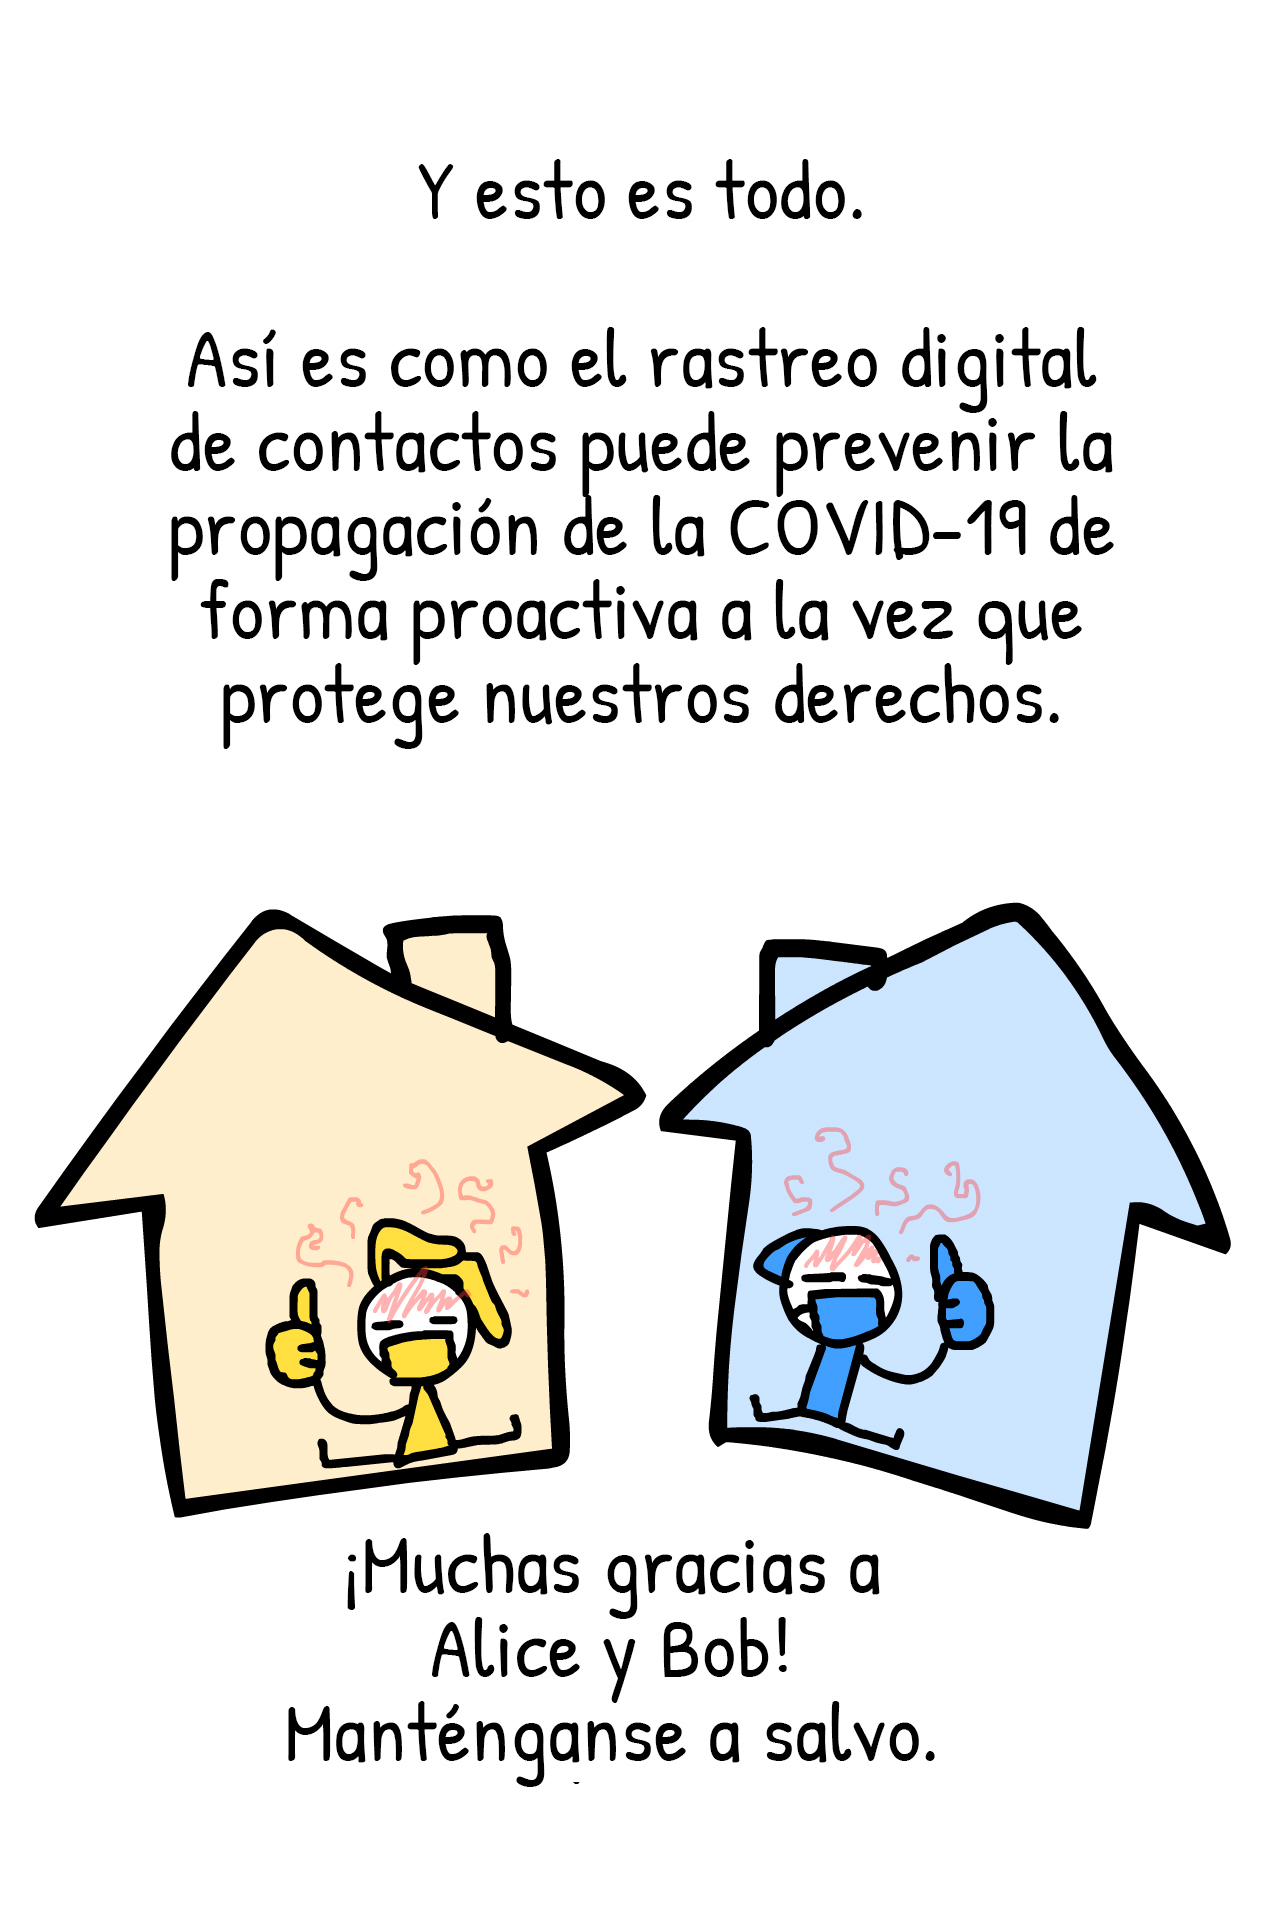 Y esto es todo.
Así es como el rastreo digital
de contactos puede prevenir la
propagación de la COVID-19 de
forma proactiva a la vez que
protege nuestros derechos.
¡Muchas gracias a
Alice y Bob!
Manténganse a salvo.